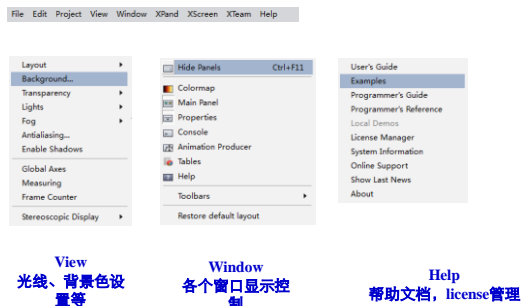 File Edit Project View Window XPand XScreen XTeam Help
Layout
Background...
Transparency
Lights
Fog
Antialiasing...
Enable Shadows
Global Axes
Measuring
Frame Counter
Stereoscopic Display
Hide Panels Ctrl+F11
Colormap
Main Panel
Properties
Console
Animation Producer
Tables
Help
Toolbars
Restore default layout
User's Guide
Examples
Programmer's Guide
Programmer's Reference
Local Demos
License Manager
System Information
Online Support
Show Last News
About
View
光线、背景色设
置等
Window
各个窗口显示控
制
Help
帮助文档，license管理